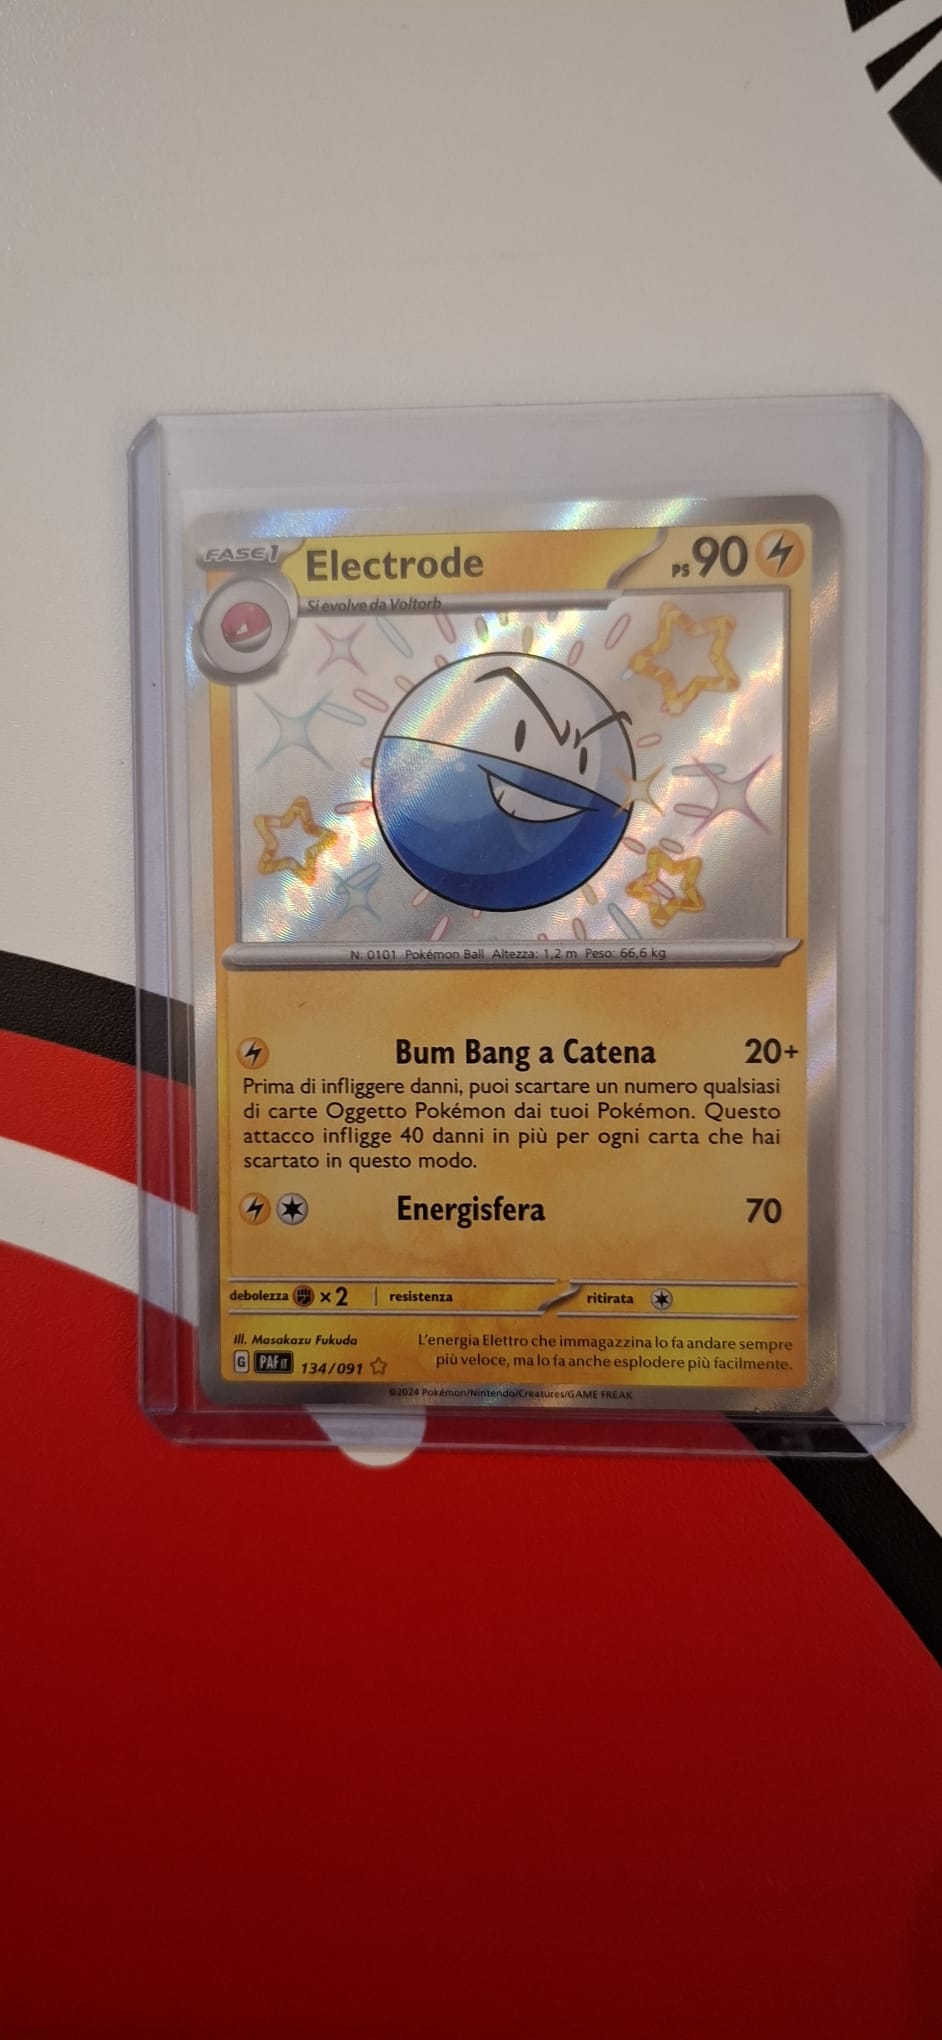 FASE 1
Electrode
PS 90
Si evolve da Voltorb
N. 0101 Pokémon Ball Altezza: 1,2 m Peso: 66,6 kg
Bum Bang a Catena 20+
Prima di infliggere danni, puoi scartare un numero qualsiasi
di carte Oggetto Pokémon dai tuoi Pokémon. Questo
attacco infligge 40 danni in più per ogni carta che hai
scartato in questo modo.
Energisfera 70
debolezza ×2 resistenza ritirata
Ill. Masakazu Fukuda
G PAF IT 134/091
L'energia Elettro che immagazzina lo fa andare sempre
più veloce, ma lo fa anche esplodere più facilmente.
©2024 Pokémon/Nintendo/Creatures/GAME FREAK